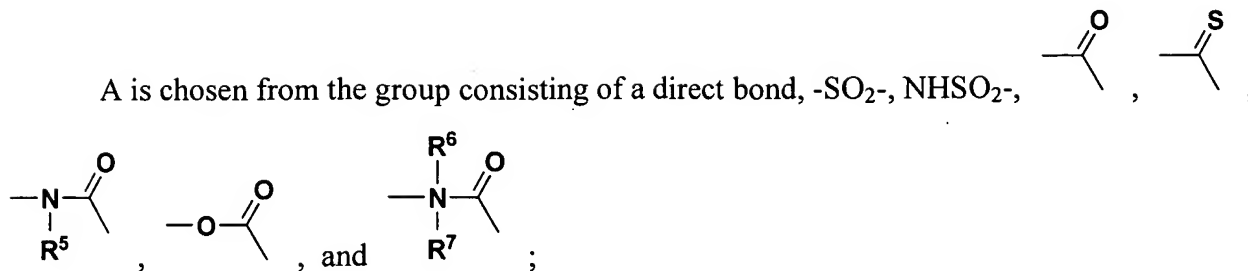 O S
A is chosen from the group consisting of a direct bond, -SO₂-, NHSO₂-, , ,
R⁶
O O O
N O N
R⁵ , , and R⁷ ;